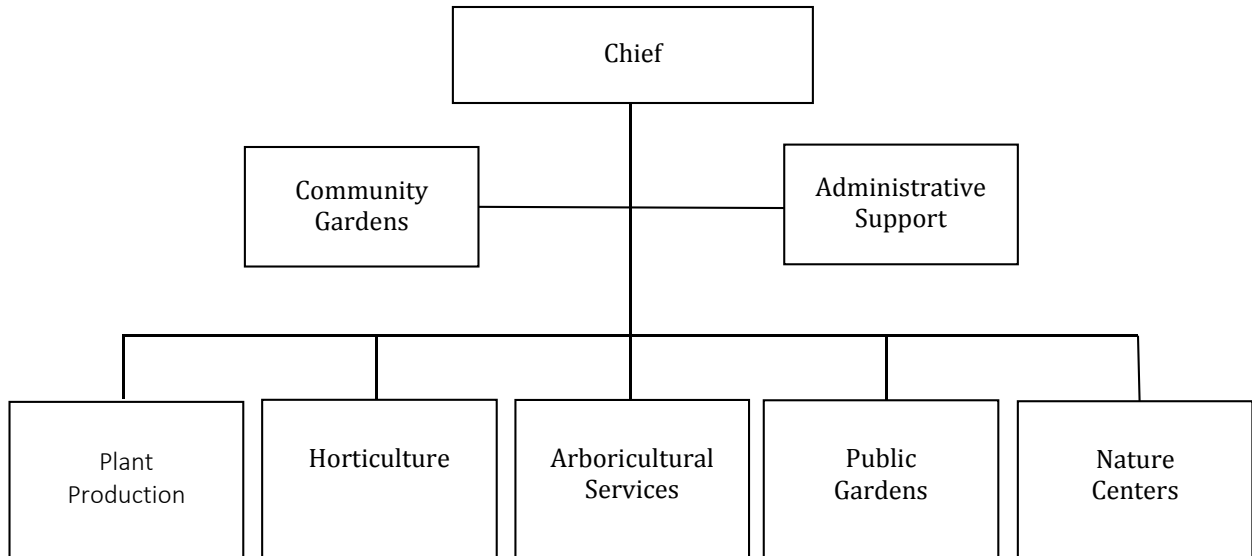 Chief
Community
Gardens
Administrative
Support
Plant
Production
Horticulture
Arboricultural
Services
Public
Gardens
Nature
Centers